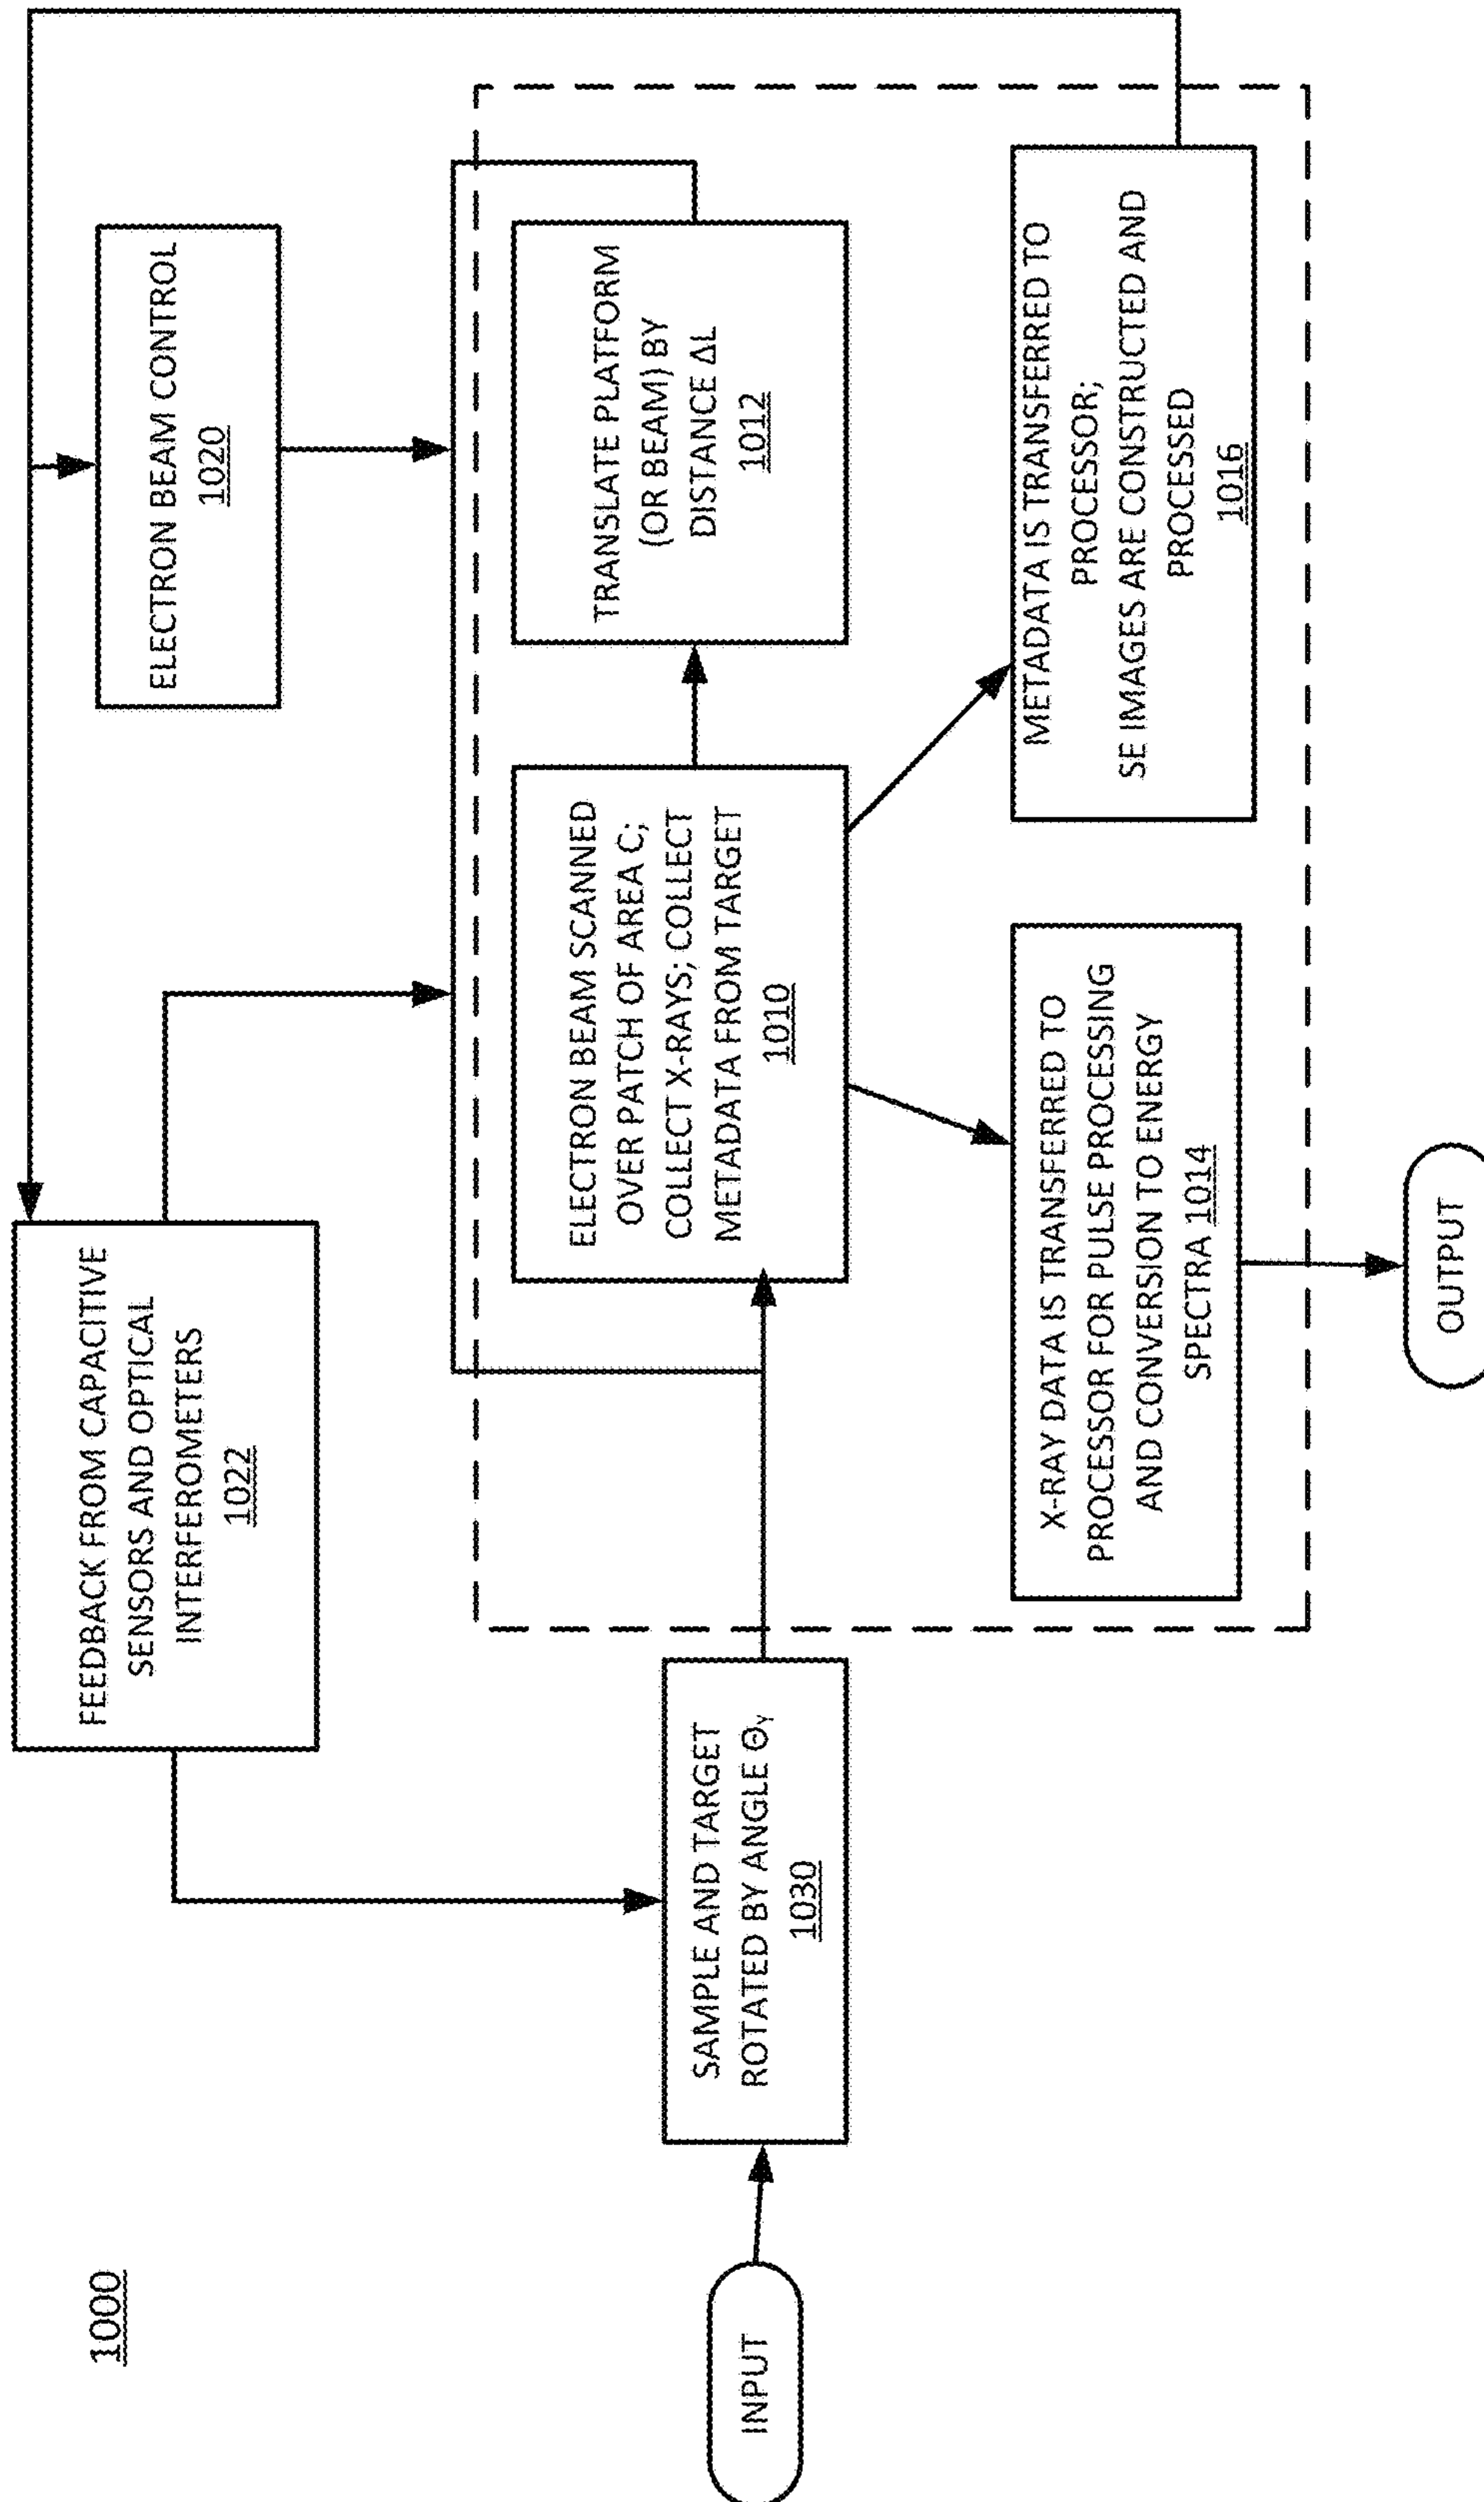 1000
INPUT
SAMPLE AND TARGET
ROTATED BY ANGLE ΘY
1030
FEEDBACK FROM CAPACITIVE
SENSORS AND OPTICAL
INTERFEROMETERS
1022
ELECTRON BEAM CONTROL
1020
ELECTRON BEAM SCANNED
OVER PATCH OF AREA C;
COLLECT X-RAYS; COLLECT
METADATA FROM TARGET
1010
TRANSLATE PLATFORM
(OR BEAM) BY
DISTANCE ΔL
1012
X-RAY DATA IS TRANSFERRED TO
PROCESSOR FOR PULSE PROCESSING
AND CONVERSION TO ENERGY
SPECTRA 1014
METADATA IS TRANSFERRED TO
PROCESSOR;
SE IMAGES ARE CONSTRUCTED AND
PROCESSED
1016
OUTPUT